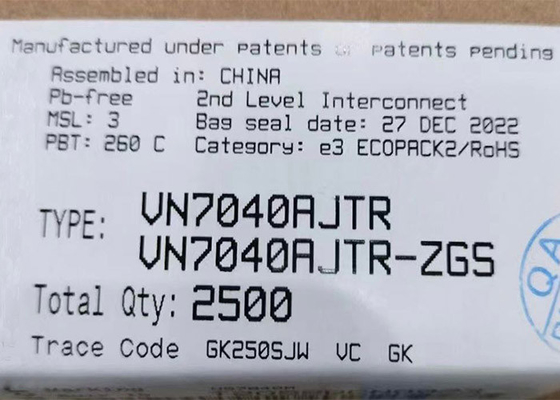 Manufactured under patents or patents pending
Assembled in: CHINA
Pb-free 2nd Level Interconnect
MSL: 3 Bag seal date: 27 DEC 2022
PBT: 260 C Category: e3 ECOPACK2/RoHS
TYPE: VN7040AJTR
VN7040AJTR-ZGS
Total Qty: 2500
Trace Code GK250SJW VC GK
QA